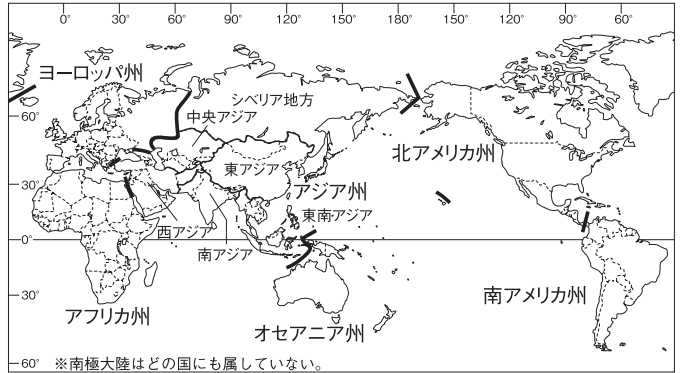 0° 30° 60° 90° 120° 150° 180° 150° 120° 90° 60°
ヨーロッパ州
シベリア地方
中央アジア
60°
北アメリカ州
東アジア
30°
アジア州
東南アジア
西アジア
0°
南アジア
30°
南アメリカ州
アフリカ州
オセアニア州
60°
※南極大陸はどの国にも属していない。